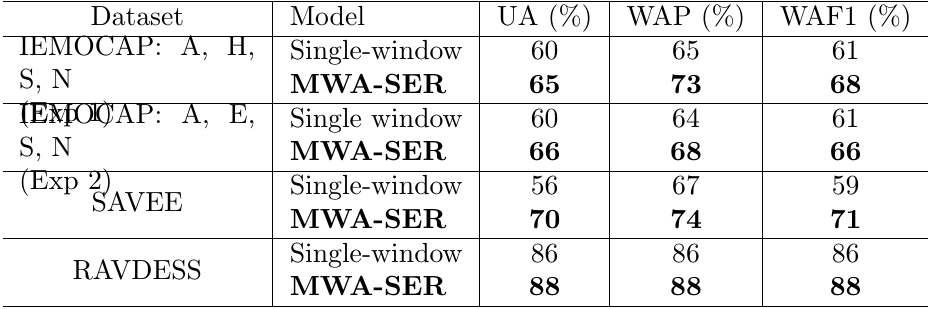 Dataset Model UA (%) WAP (%) WAF1 (%)
IEMOCAP: A, H, S, N (Exp 1) Single-window 60 65 61
MWA-SER 65 73 68
IEMOCAP: A, E, S, N (Exp 2) Single window 60 64 61
MWA-SER 66 68 66
SAVEE Single-window 56 67 59
MWA-SER 70 74 71
RAVDESS Single-window 86 86 86
MWA-SER 88 88 88